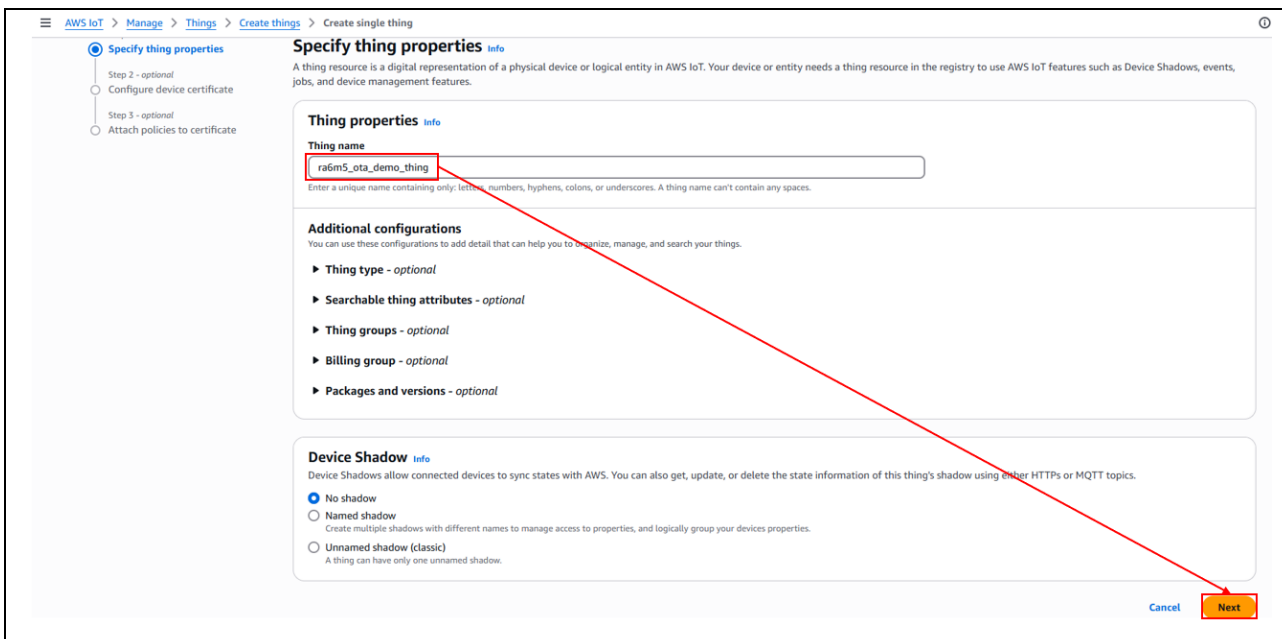 AWS IoT > Manage > Things > Create things > Create single thing
Specify thing properties
Step 2 - optional
Configure device certificate
Step 3 - optional
Attach policies to certificate
Specify thing properties Info
A thing resource is a digital representation of a physical device or logical entity in AWS IoT. Your device or entity needs a thing resource in the registry to use AWS IoT features such as Device Shadows, events,
jobs, and device management features.
Thing properties Info
Thing name
ra6m5_ota_demo_thing
Enter a unique name containing only: letters, numbers, hyphens, colons, or underscores. A thing name can't contain any spaces.
Additional configurations
You can use these configurations to add detail that can help you to organize, manage, and search your things.
Thing type - optional
Searchable thing attributes - optional
Thing groups - optional
Billing group - optional
Packages and versions - optional
Device Shadow Info
Device Shadows allow connected devices to sync states with AWS. You can also get, update, or delete the state information of this thing's shadow using either HTTPs or MQTT topics.
No shadow
Named shadow
Create multiple shadows with different names to manage access to properties, and logically group your devices properties.
Unnamed shadow (classic)
A thing can have only one unnamed shadow.
Cancel Next